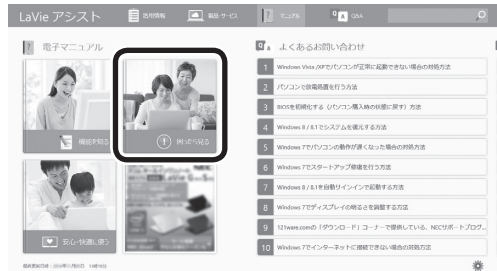 LaVie アシスト
活用情報
製品・サービス
? マニュアル
Q A Q&A
? 電子マニュアル
機能を知る
困ったら見る
安心・快適に使う
Q A よくあるお問い合わせ
1 Windows Vista /XPでパソコンが正常に起動できない場合の対処方法
2 パソコンで放電処置を行う方法
3 BIOSを初期化する（パソコン購入時の状態に戻す）方法
4 Windows 8 / 8.1でシステムを復元する方法
5 Windows 7でパソコンの動作が遅くなった場合の対処方法
6 Windows 7でスタートアップ修復を行う方法
7 Windows 8 / 8.1を自動サインインで起動する方法
8 Windows 7でディスプレイの明るさを調整する方法
9 121ware.comの「ダウンロード」コーナーで提供している、NECサポートプログ...
10 Windows 7でインターネットに接続できない場合の対処方法